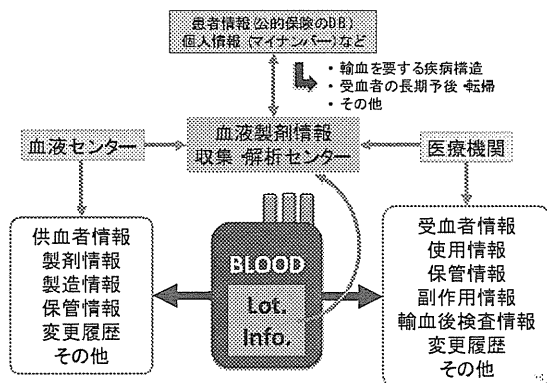 患者情報(公的保険のDB)
個人情報(マイナンバー)など
・輸血を要する疾病構造
・受血者の長期予後・転帰
・その他
血液センター
血液製剤情報
収集・解析センター
医療機関
供血者情報
製剤情報
製造情報
保管情報
変更履歴
その他
BLOOD
Lot.
Info.
受血者情報
使用情報
保管情報
副作用情報
輸血後検査情報
変更履歴
その他